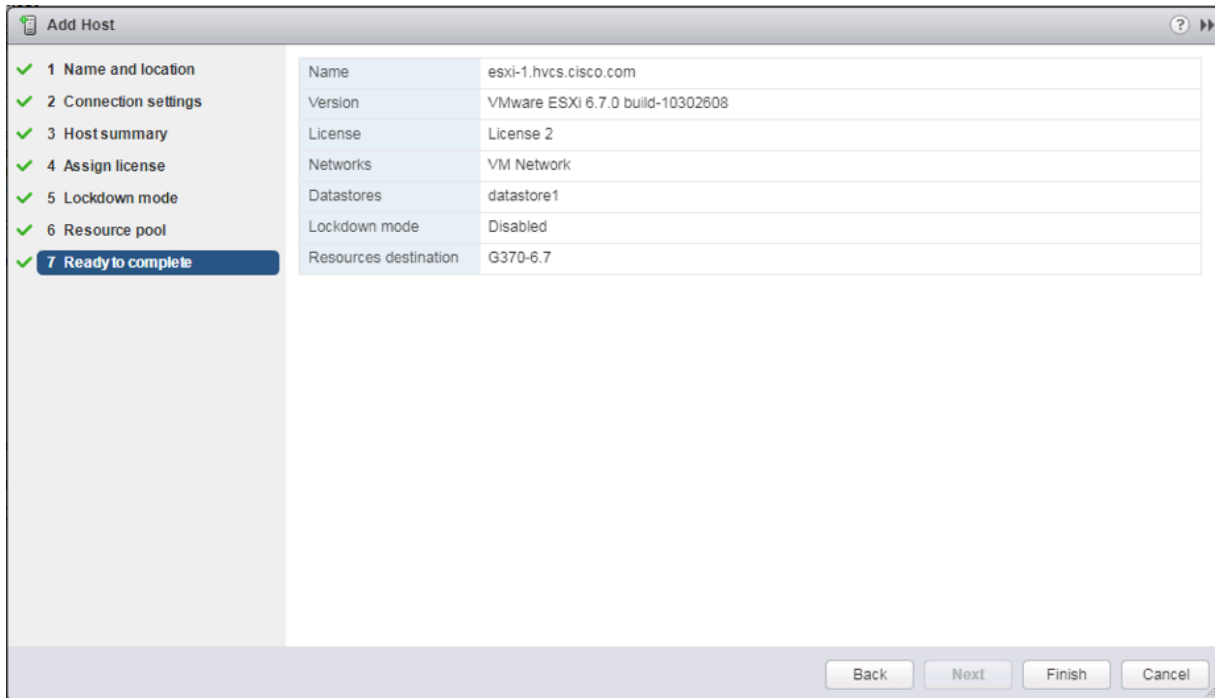 Add Host
?
1 Name and location
2 Connection settings
3 Host summary
4 Assign license
5 Lockdown mode
6 Resource pool
7 Ready to complete
Name esxi-1.hvcs.cisco.com
Version VMware ESXi 6.7.0 build-10302608
License License 2
Networks VM Network
Datastores datastore1
Lockdown mode Disabled
Resources destination G370-6.7
Back Next Finish Cancel